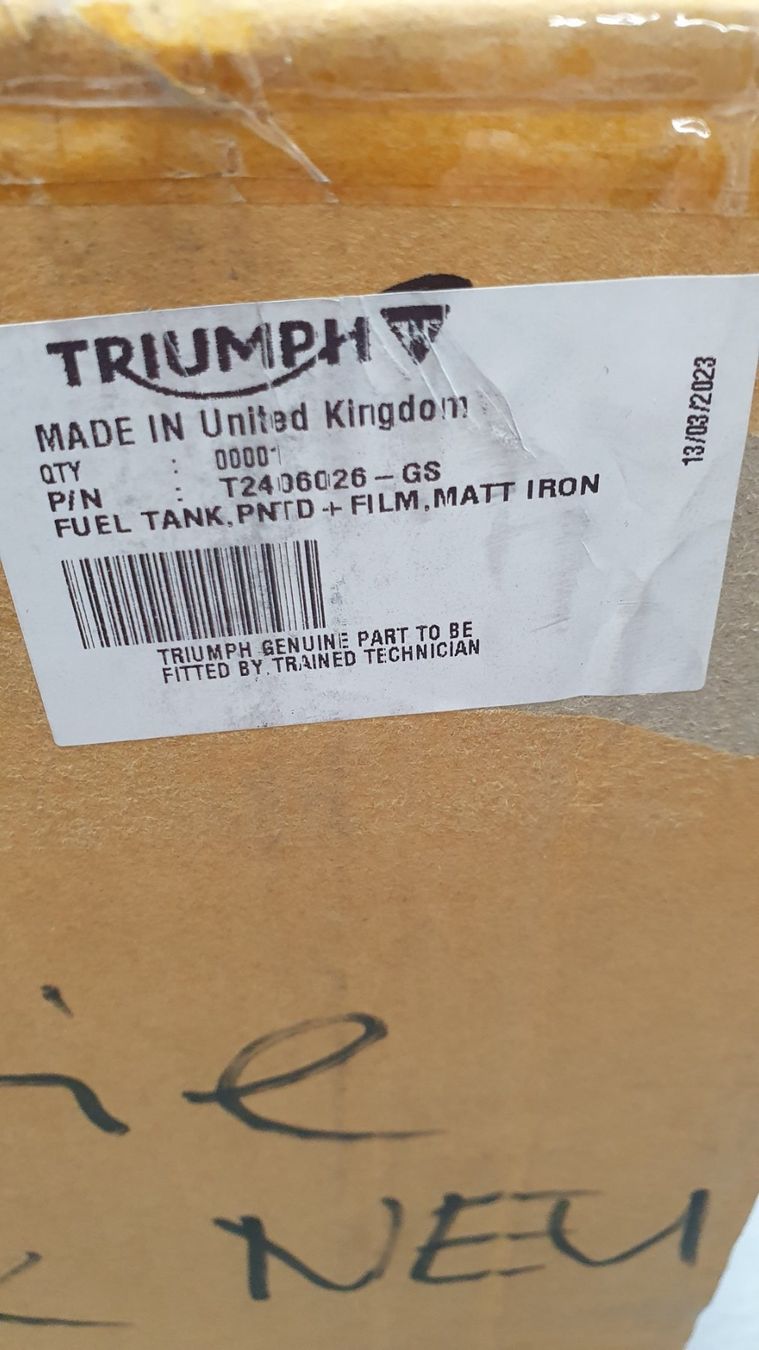 TRIUMPH
MADE IN United Kingdom
QTY : 00001
P/N : T2406026-GS
FUEL TANK,PNTD + FILM,MATT IRON
TRIUMPH GENUINE PART TO BE
FITTED BY TRAINED TECHNICIAN
13/03/2023
NEU